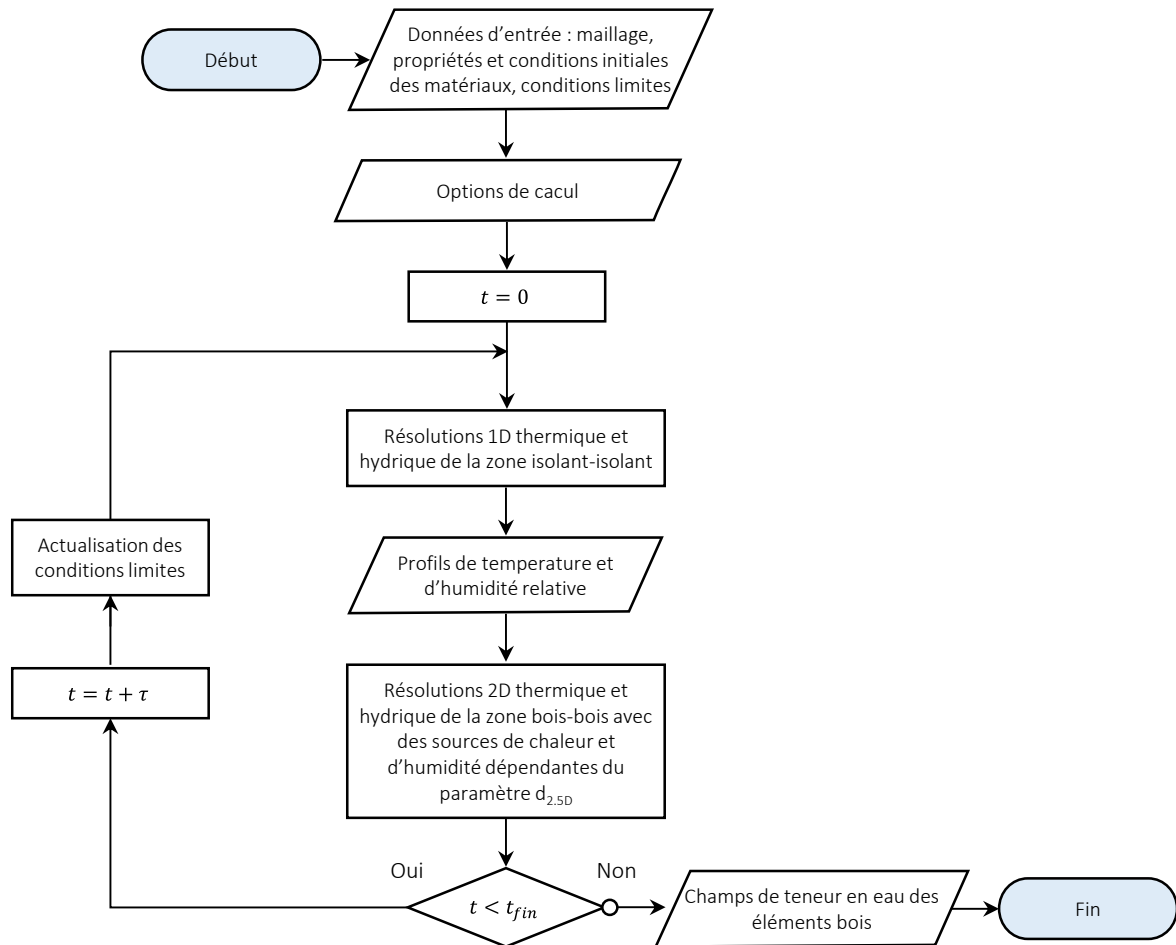 Début
Données d’entrée : maillage,
propriétés et conditions initiales
des matériaux, conditions limites
Options de cacul
t = 0
Résolutions 1D thermique et
hydrique de la zone isolant-isolant
Actualisation des
conditions limites
Profils de temperature et
d’humidité relative
t = t + τ
Résolutions 2D thermique et
hydrique de la zone bois-bois avec
des sources de chaleur et
d’humidité dépendantes du
paramètre d2.5D
Oui
Non
t < tfin
Champs de teneur en eau des
éléments bois
Fin